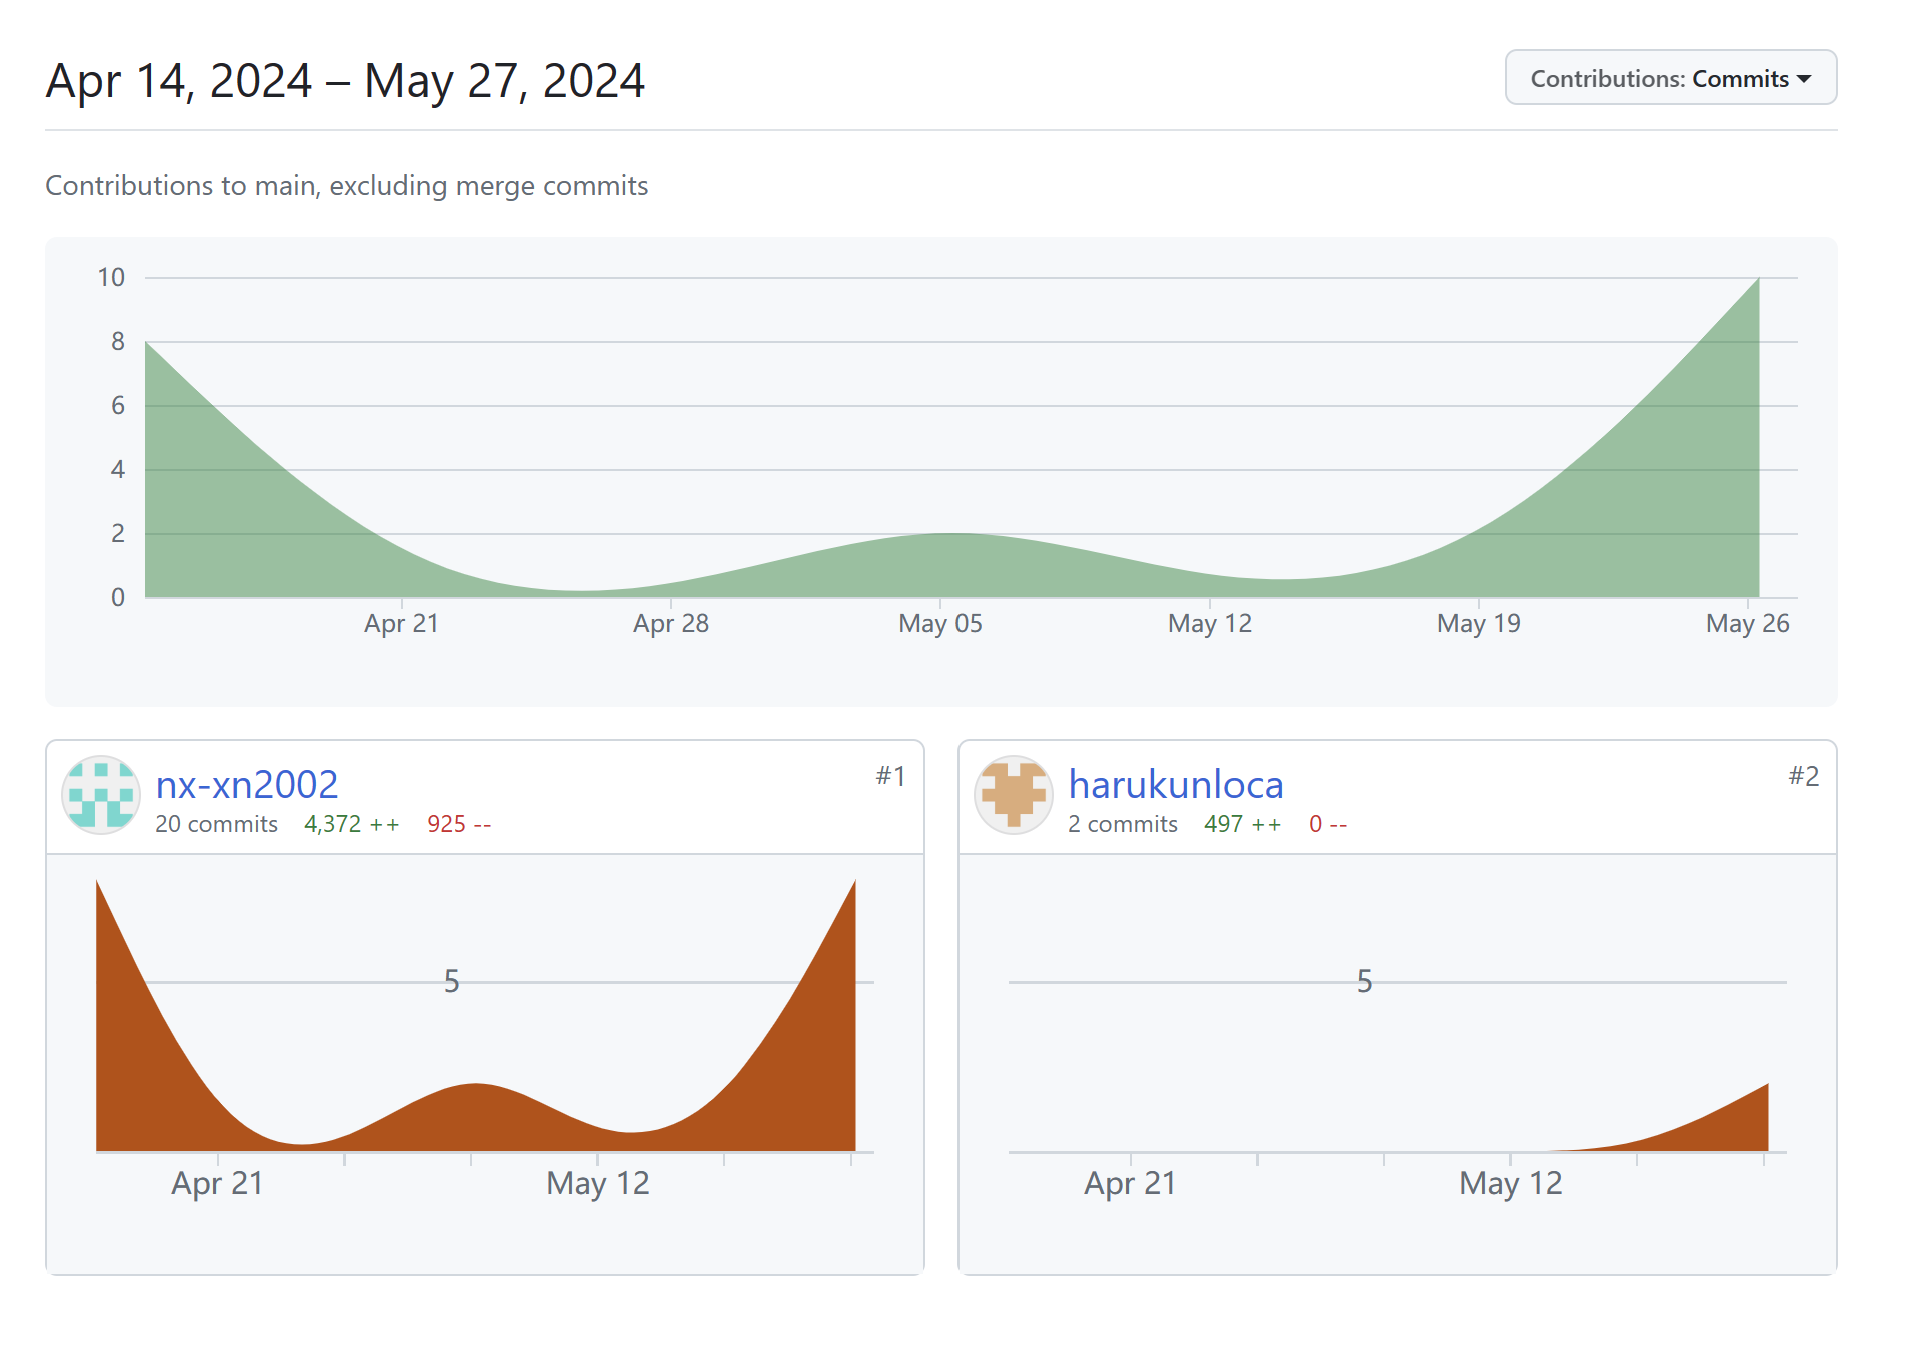 Apr 14, 2024 – May 27, 2024
Contributions: Commits
Contributions to main, excluding merge commits
10
8
6
4
2
0
Apr 21 Apr 28 May 05 May 12 May 19 May 26
nx-xn2002 #1
20 commits 4,372 ++ 925 --
5
Apr 21 May 12
harukunloca #2
2 commits 497 ++ 0 --
5
Apr 21 May 12